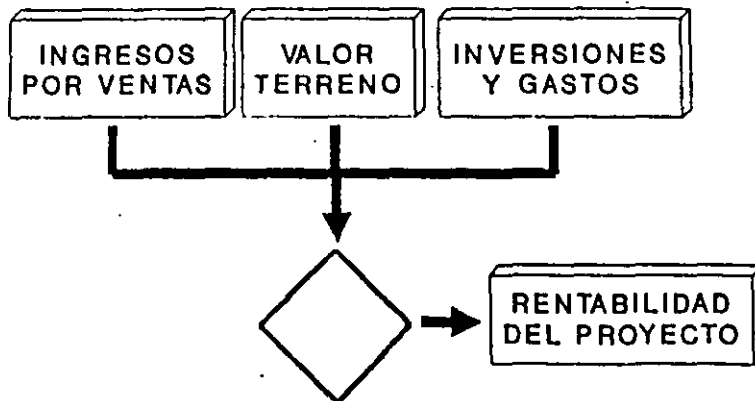 INGRESOS
POR VENTAS
VALOR
TERRENO
INVERSIONES
Y GASTOS
RENTABILIDAD
DEL PROYECTO